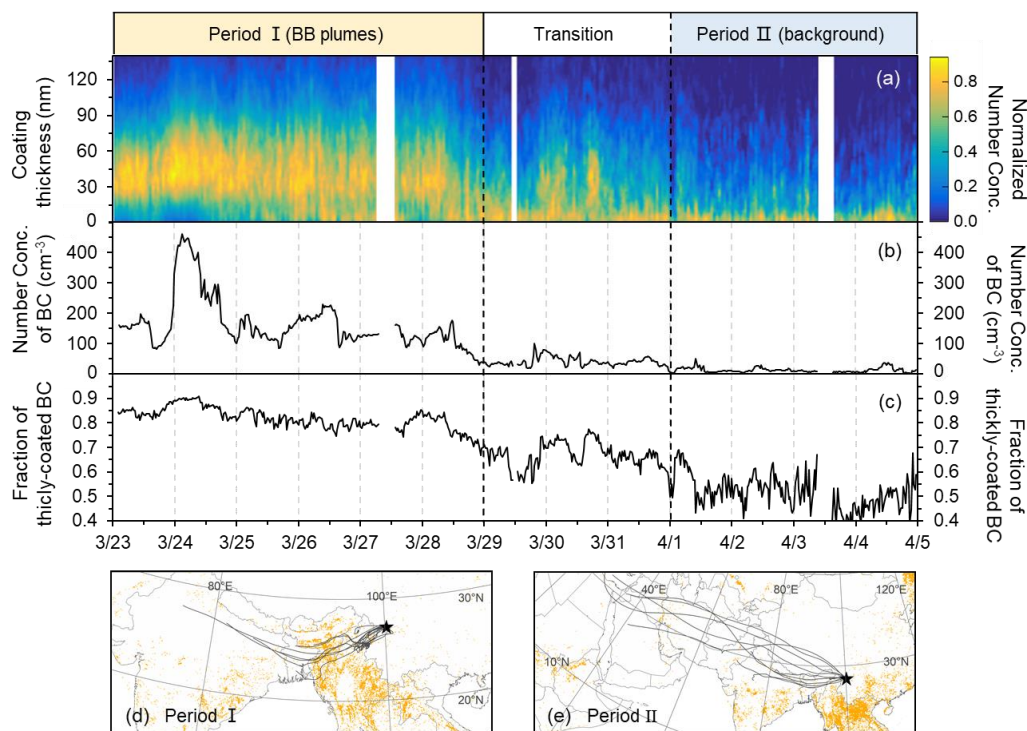 Period Ⅰ (BB plumes) Transition Period Ⅱ (background)
(a)
Coating
thickness (nm)
120
90
60
30
0
0.8
0.6
0.4
0.2
0.0
Normalized
Number Conc.
(b)
Number Conc.
of BC (cm⁻³)
400
300
200
100
0
400
300
200
100
0
Number Conc.
of BC (cm⁻³)
(c)
Fraction of
thicly-coated BC
0.9
0.8
0.7
0.6
0.5
0.4
0.9
0.8
0.7
0.6
0.5
0.4
Fraction of
thickly-coated BC
3/23 3/24 3/25 3/26 3/27 3/28 3/29 3/30 3/31 4/1 4/2 4/3 4/4 4/5
80°E 100°E 30°N
20°N
(d) Period Ⅰ
40°E 80°E 120°E
10°N 30°N
(e) Period Ⅱ